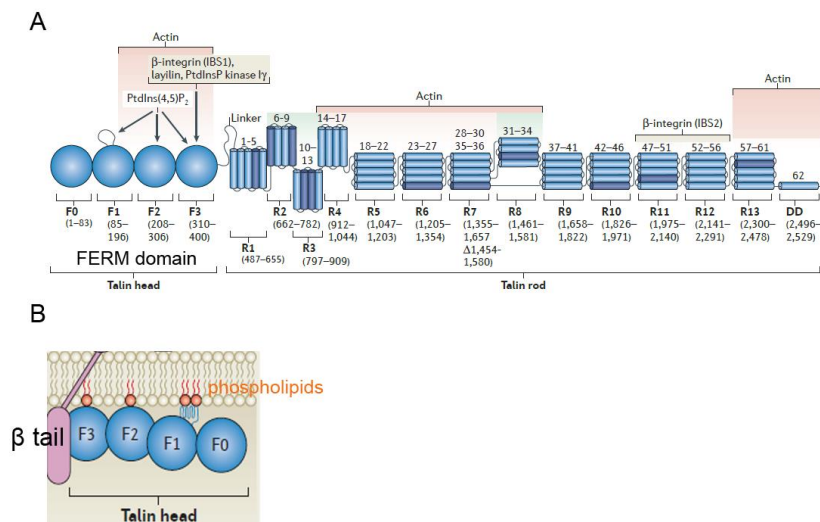 A
Actin
β-integrin (IBS1),
layilin, PtdInsP kinase Iγ
PtdIns(4,5)P2
Linker
1–5
6–9
10–
13
14–17
Actin
18–22
23–27
28–30
35–36
31–34
37–41
42–46
β-integrin (IBS2)
47–51
52–56
Actin
57–61
62
F0
(1–83)
F1
(85–
196)
F2
(208–
306)
F3
(310–
400)
R1
(487–655)
R2
(662–782)
R3
(797–909)
R4
(912–
1,044)
R5
(1,047–
1,203)
R6
(1,205–
1,354)
R7
(1,355–
1,657
Δ1,454–
1,580)
R8
(1,461–
1,581)
R9
(1,658–
1,822)
R10
(1,826–
1,971)
R11
(1,975–
2,140)
R12
(2,141–
2,291)
R13
(2,300–
2,478)
DD
(2,496–
2,529)
FERM domain
Talin head
Talin rod
B
phospholipids
β tail
F3
F2
F1
F0
Talin head